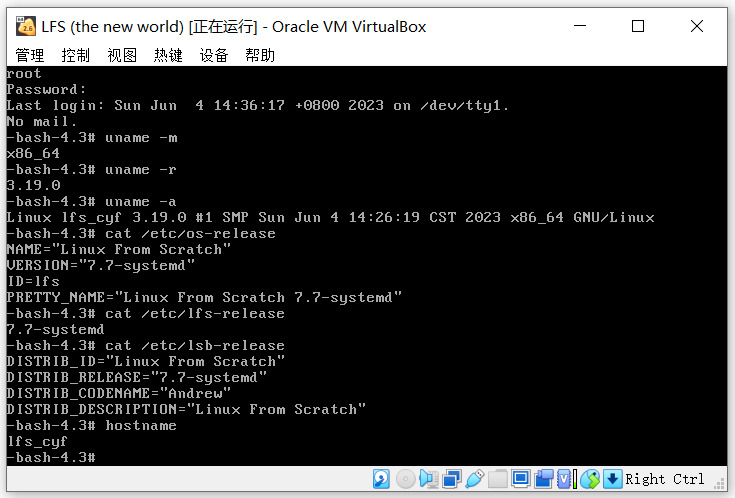 LFS (the new world) [正在运行] - Oracle VM VirtualBox
管理 控制 视图 热键 设备 帮助
root
Password:
Last login: Sun Jun  4 14:36:17 +0800 2023 on /dev/tty1.
No mail.
-bash-4.3# uname -m
x86_64
-bash-4.3# uname -r
3.19.0
-bash-4.3# uname -a
Linux lfs_cyf 3.19.0 #1 SMP Sun Jun 4 14:26:19 CST 2023 x86_64 GNU/Linux
-bash-4.3# cat /etc/os-release
NAME="Linux From Scratch"
VERSION="7.7-systemd"
ID=lfs
PRETTY_NAME="Linux From Scratch 7.7-systemd"
-bash-4.3# cat /etc/lfs-release
7.7-systemd
-bash-4.3# cat /etc/lsb-release
DISTRIB_ID="Linux From Scratch"
DISTRIB_RELEASE="7.7-systemd"
DISTRIB_CODENAME="Andrew"
DISTRIB_DESCRIPTION="Linux From Scratch"
-bash-4.3# hostname
lfs_cyf
-bash-4.3#
Right Ctrl